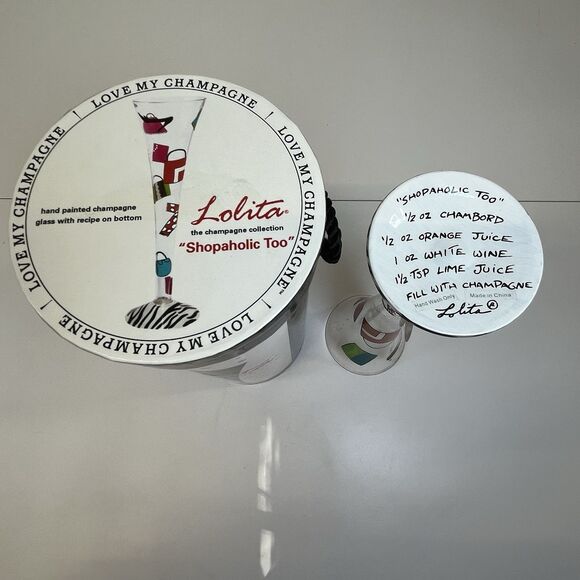 LOVE MY CHAMPAGNE ! LOVE MY CHAMPAGNE ! LOVE MY CHAMPAGNE™ ! LOVE MY CHAMPAGNE !
hand painted champagne
glass with recipe on bottom
Lolita®
the champagne collection
"Shopaholic Too"
"SHOPAHOLIC TOO"
1/2 OZ CHAMBORD
1/2 OZ ORANGE JUICE
1 OZ WHITE WINE
1 1/2 TSP LIME JUICE
FILL WITH CHAMPAGNE
Hand Wash Only Made in China
Lolita®